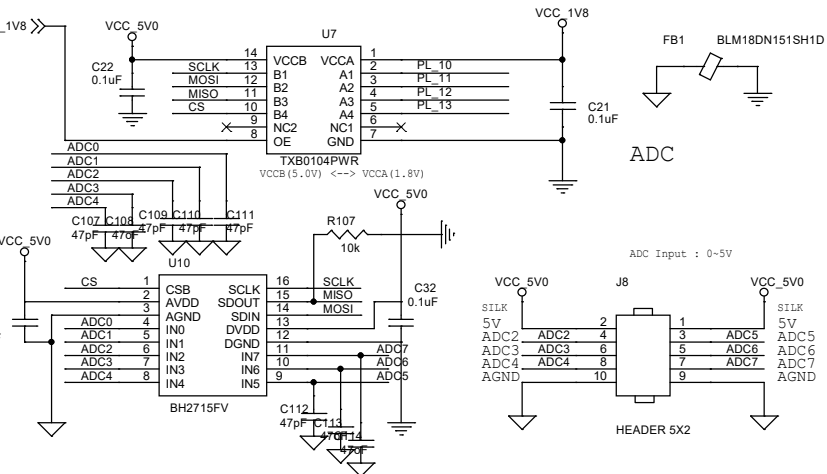 _1V8
VCC_5V0
U7
VCC_1V8
FB1
BLM18DN151SH1D
C22
0.1uF
14
VCCB
VCCA
1
SCLK
13
B1
A1
2
PL_10
MOSI
12
B2
A2
3
PL_11
MISO
11
B3
A3
4
PL_12
CS
10
B4
A4
5
PL_13
9
NC2
NC1
6
8
OE
GND
7
C21
0.1uF
TXB0104PWR
VCCB(5.0V) <--> VCCA(1.8V)
ADC
ADC0
ADC1
ADC2
ADC3
ADC4
C107
47pF
C108
C109
47pF
C110
47pF
C111
47pF
VCC_5V0
R107
10k
VCC_5V0
U10
CS
1
CSB
SCLK
16
SCLK
2
AVDD
SDOUT
15
MISO
3
AGND
SDIN
14
MOSI
ADC0
4
IN0
DVDD
13
ADC1
5
IN1
DGND
12
ADC2
6
IN2
IN7
11
ADC7
ADC3
7
IN3
IN6
10
ADC6
ADC4
8
IN4
IN5
9
ADC5
C32
0.1uF
BH2715FV
C112
47pF
C113
C114
ADC Input : 0~5V
VCC_5V0
J8
VCC_5V0
SILK
SILK
5V
2
1
5V
ADC2
ADC2
4
3
ADC5
ADC5
ADC3
ADC3
6
5
ADC6
ADC6
ADC4
ADC4
8
7
ADC7
ADC7
AGND
10
9
AGND
HEADER 5X2